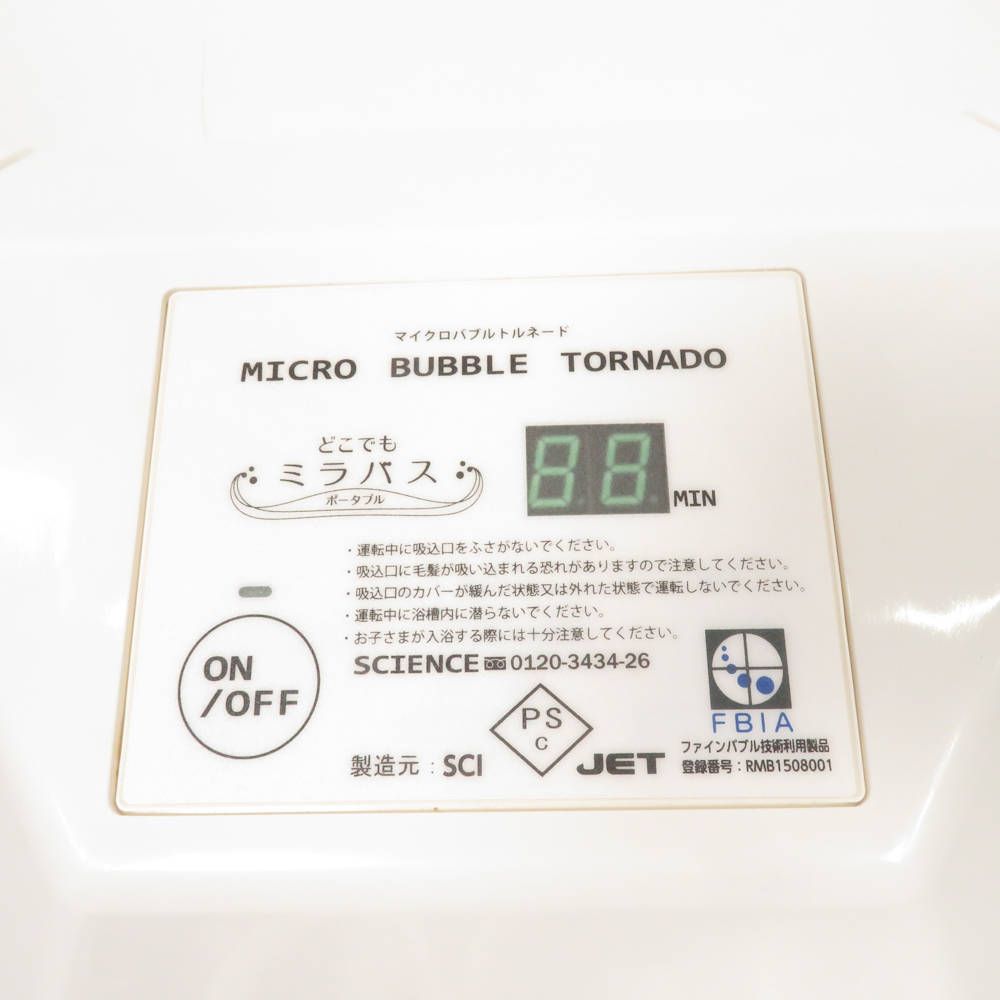 マイクロバブルトルネード
MICRO BUBBLE TORNADO
どこでも
ミラバス
ポータブル
88 MIN
・運転中に吸込口をふさがないでください。
・吸込口に毛髪が吸い込まれる恐れがありますので注意してください。
・吸込口のカバーが緩んだ状態又は外れた状態で運転しないでください。
・運転中に浴槽内に潜らないでください。
・お子さまが入浴する際には十分注意してください。
ON
/OFF
SCIENCE 0120-3434-26
PS
C
製造元:SCI
JET
FBIA
ファインバブル技術利用製品
登録番号:RMB1508001